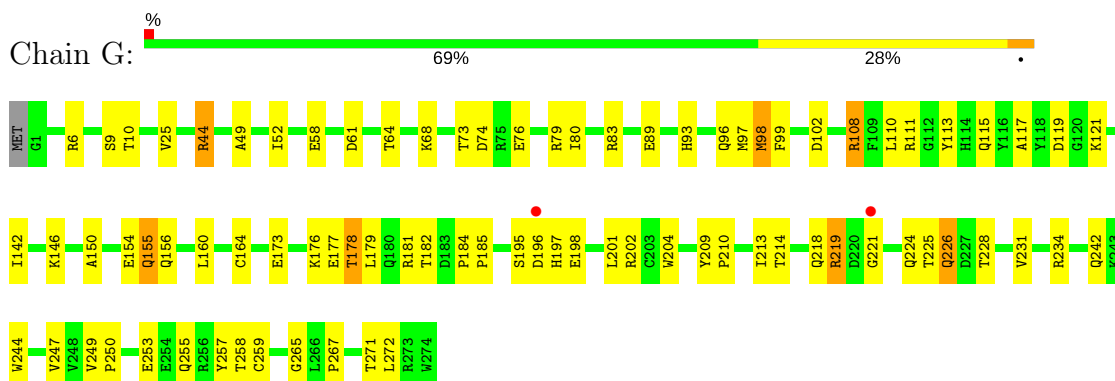 %
Chain G:
69% 28% •
MET G1 R6 S9 T10 V25 R44 A49 I52 E58 D61 T64 K68 T73 D74 R75 E76 R79 I80 R83 E89 H93 Q96 M97 M98 F99 D102 R108 F109 L110 R111 G112 Y113 H114 Q115 Y116 A117 Y118 D119 G120 K121
I142 K146 A150 E154 Q155 Q156 L160 C164 E173 K176 E177 T178 L179 Q180 R181 T182 D183 P184 P185 S195 D196 H197 E198 L201 R202 C203 W204 Y209 P210 I213 T214 Q218 R219 D220 G221 Q224 T225 Q226 D227 T228 V231 R234 Q242 K243
W244 V247 V248 V249 P250 E253 E254 Q255 R256 Y257 T258 C259 G265 L266 P267 T271 L272 R273 W274